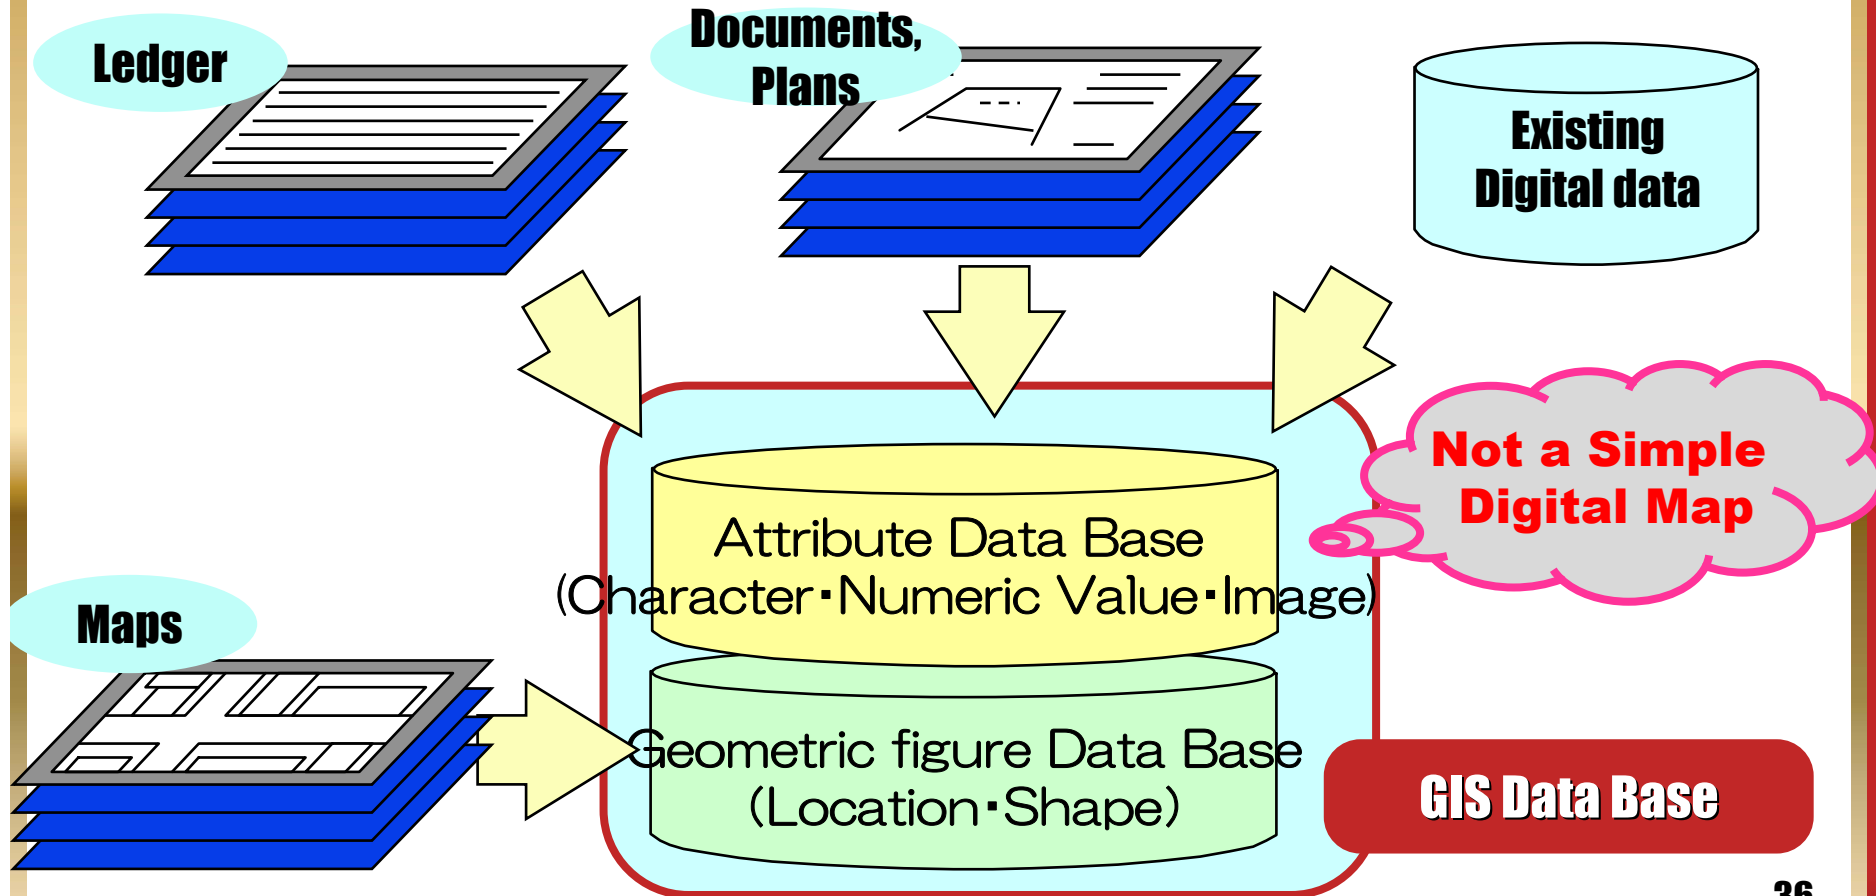 Ledger
Documents,
Plans
Existing
Digital data
Not a Simple
Digital Map
Attribute Data Base
(Character▪Numeric Value▪Image)
Maps
Geometric figure Data Base
(Location▪Shape)
GIS Data Base
36